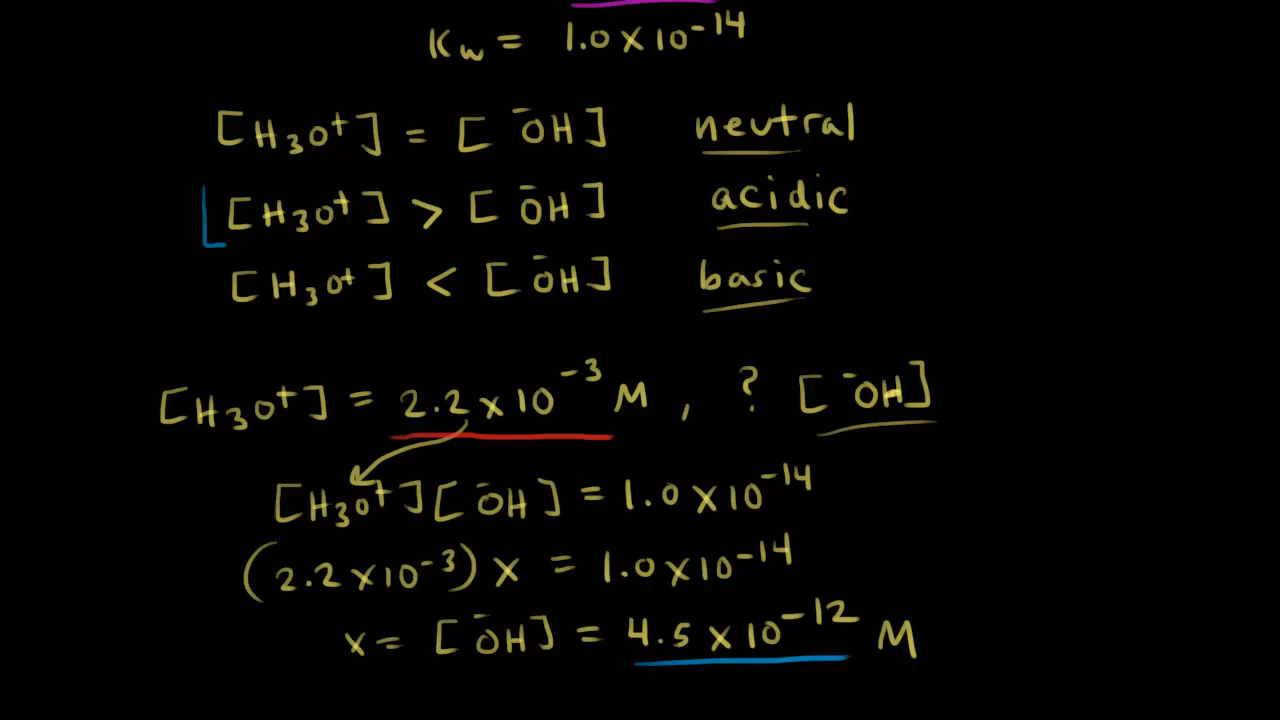 Kw = 1.0 x 10⁻¹⁴
[H₃O⁺] = [⁻OH] neutral
[H₃O⁺] > [⁻OH] acidic
[H₃O⁺] < [⁻OH] basic
[H₃O⁺] = 2.2 x 10⁻³ M , ? [⁻OH]
[H₃O⁺][⁻OH] = 1.0 x 10⁻¹⁴
(2.2 x 10⁻³) x = 1.0 x 10⁻¹⁴
x = [⁻OH] = 4.5 x 10⁻¹² M